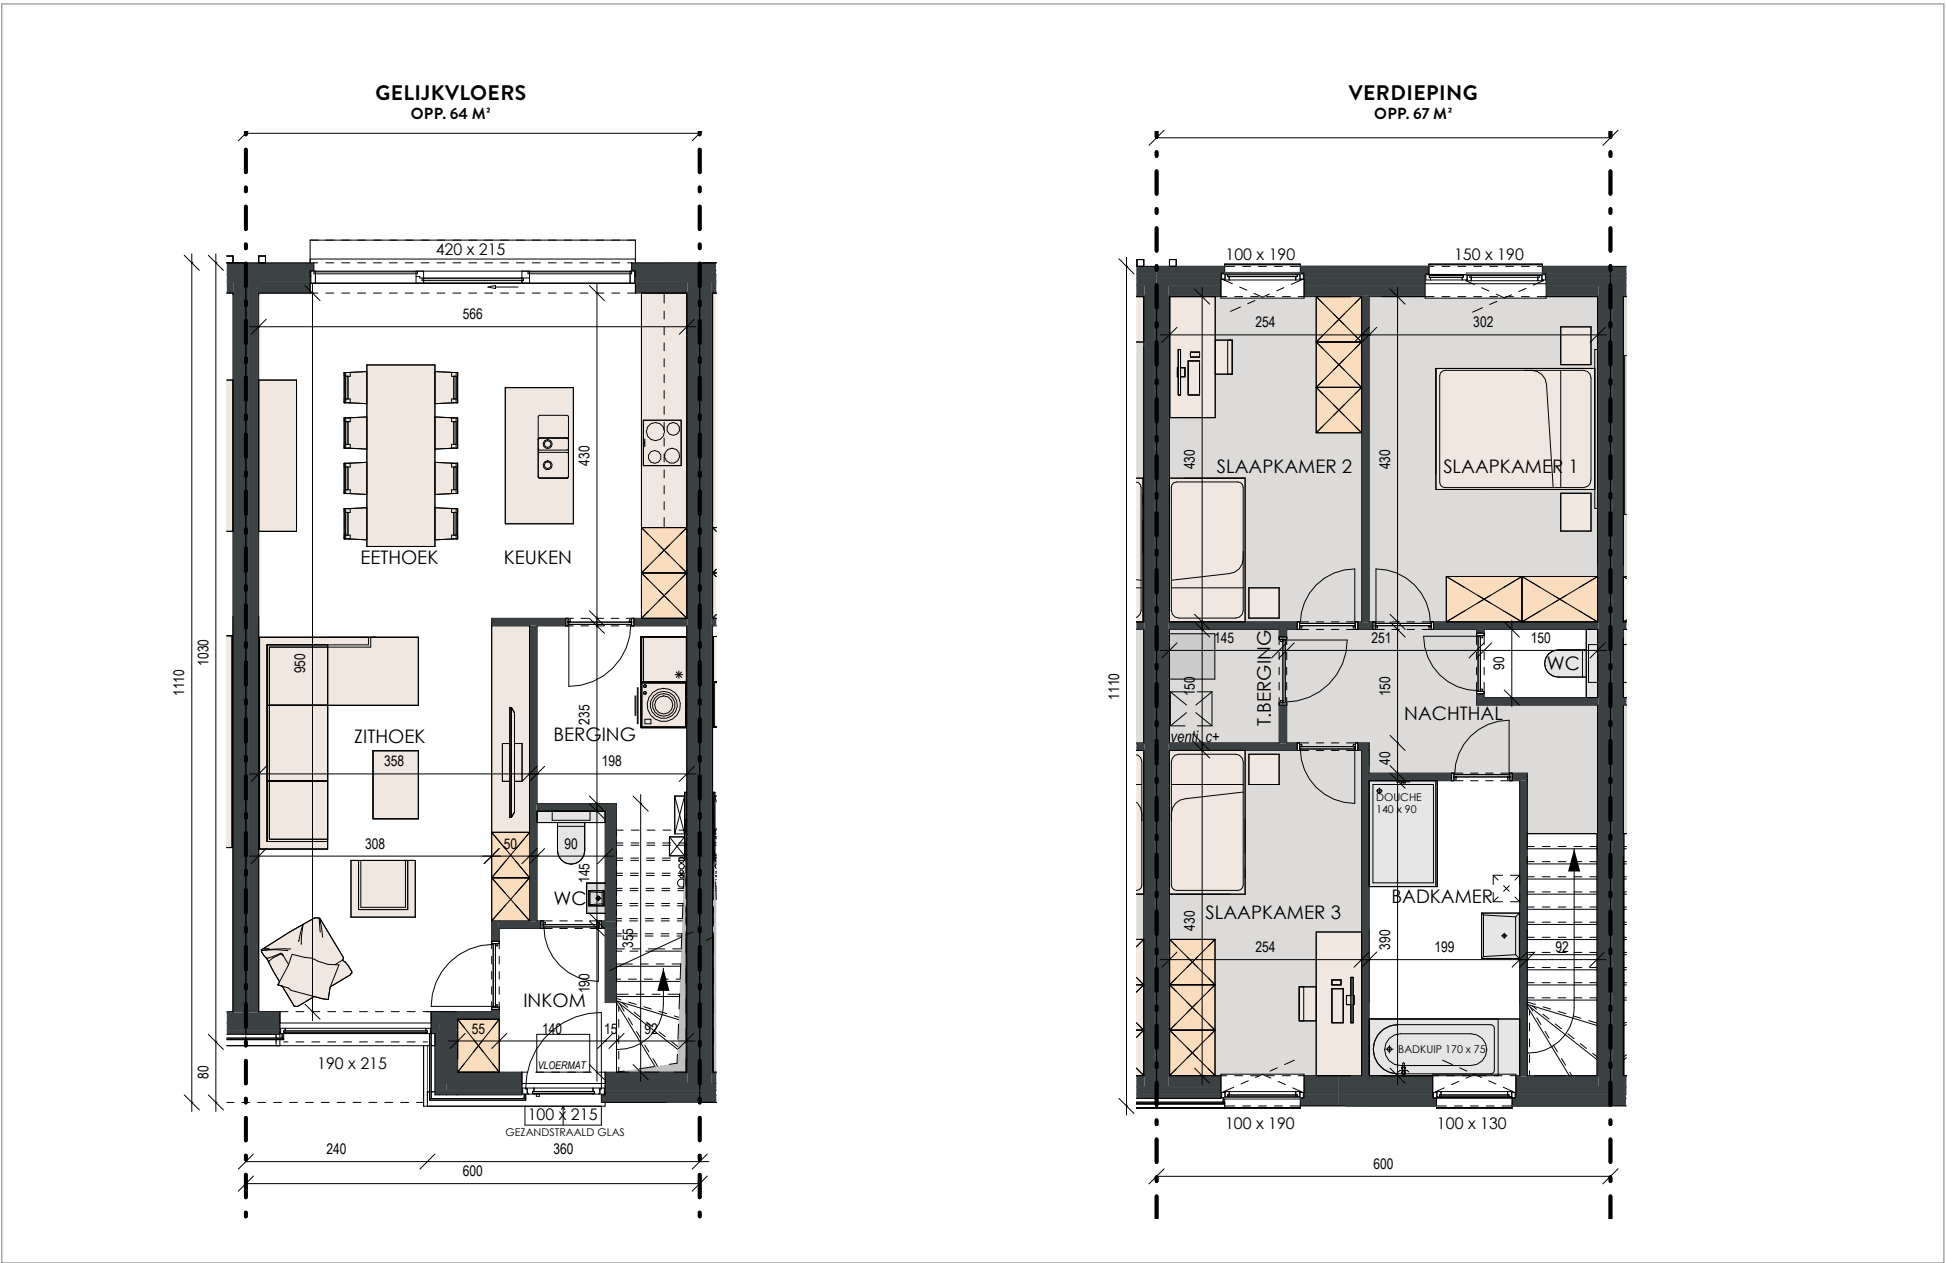 GELIJKVLOERS
OPP. 64 M²
420 x 215
566
430
EETHOEK
KEUKEN
950
1110
1030
80
235
BERGING
ZITHOEK
358
198
308
50
90
145
WC
355
190
INKOM
55
140
15
92
VLOERMAT
190 x 215
100 x 215
GEZANDSTRAALD GLAS
240
360
600
VERDIEPING
OPP. 67 M²
100 x 190
150 x 190
254
302
430
SLAAPKAMER 2
430
SLAAPKAMER 1
1110
145
T.BERGING
251
150
90
WC
150
150
NACHTHAL
venti. c+
40
DOUCHE
140 x 90
BADKAMER
SLAAPKAMER 3
430
254
390
199
92
BADKUIP 170 x 75
100 x 190
100 x 130
600